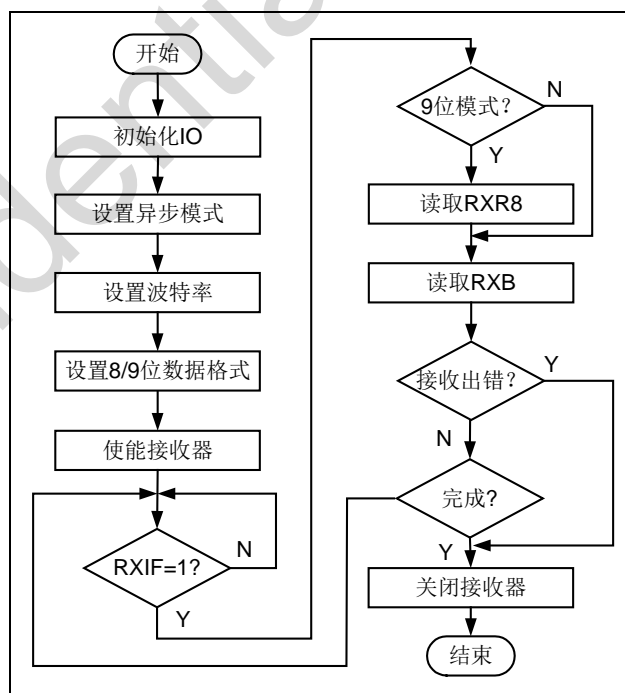 开始
初始化IO
设置异步模式
设置波特率
设置8/9位数据格式
使能接收器
RXIF=1?
N
Y
9位模式?
N
Y
读取RXR8
读取RXB
接收出错?
Y
N
完成?
Y
关闭接收器
结束
dentia